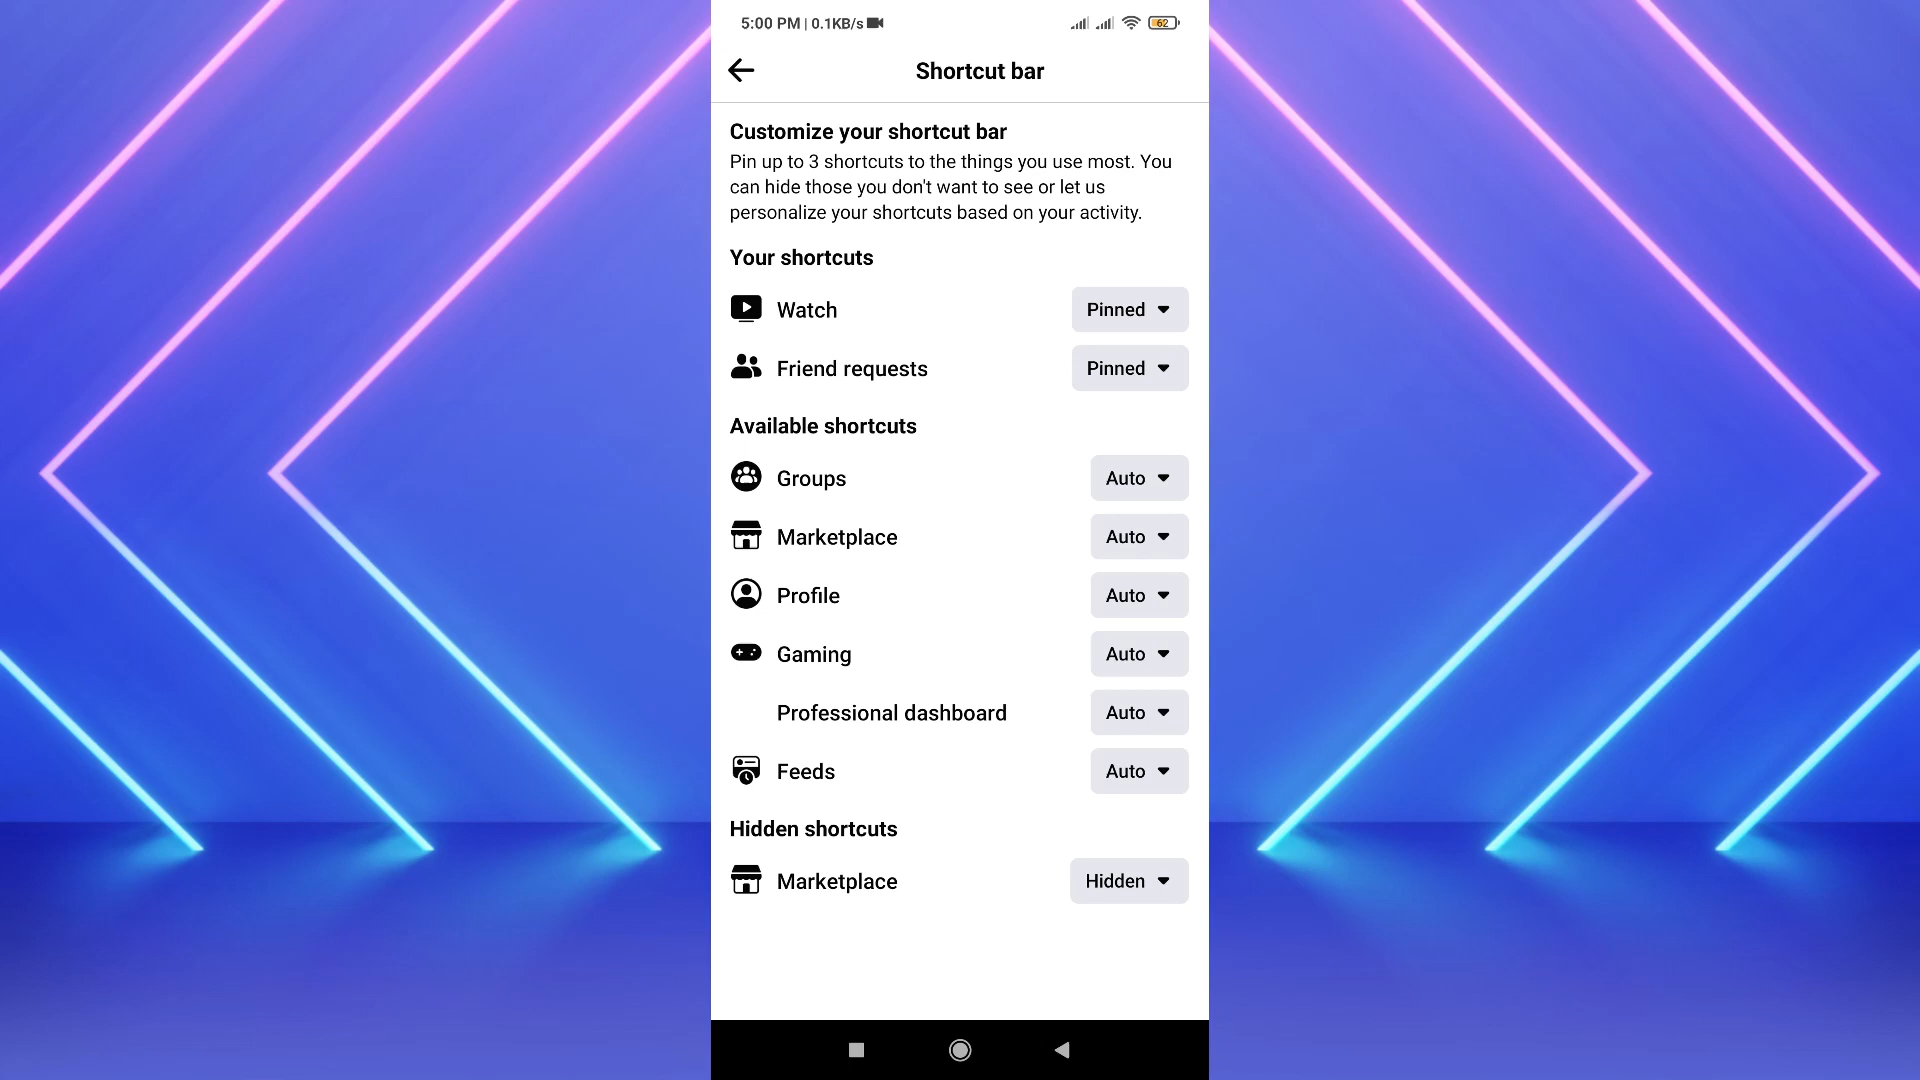 5:00 PM | 0.1KB/s
62
Shortcut bar
Customize your shortcut bar
Pin up to 3 shortcuts to the things you use most. You
can hide those you don't want to see or let us
personalize your shortcuts based on your activity.
Your shortcuts
Watch Pinned
Friend requests Pinned
Available shortcuts
Groups Auto
Marketplace Auto
Profile Auto
Gaming Auto
Professional dashboard Auto
Feeds Auto
Hidden shortcuts
Marketplace Hidden